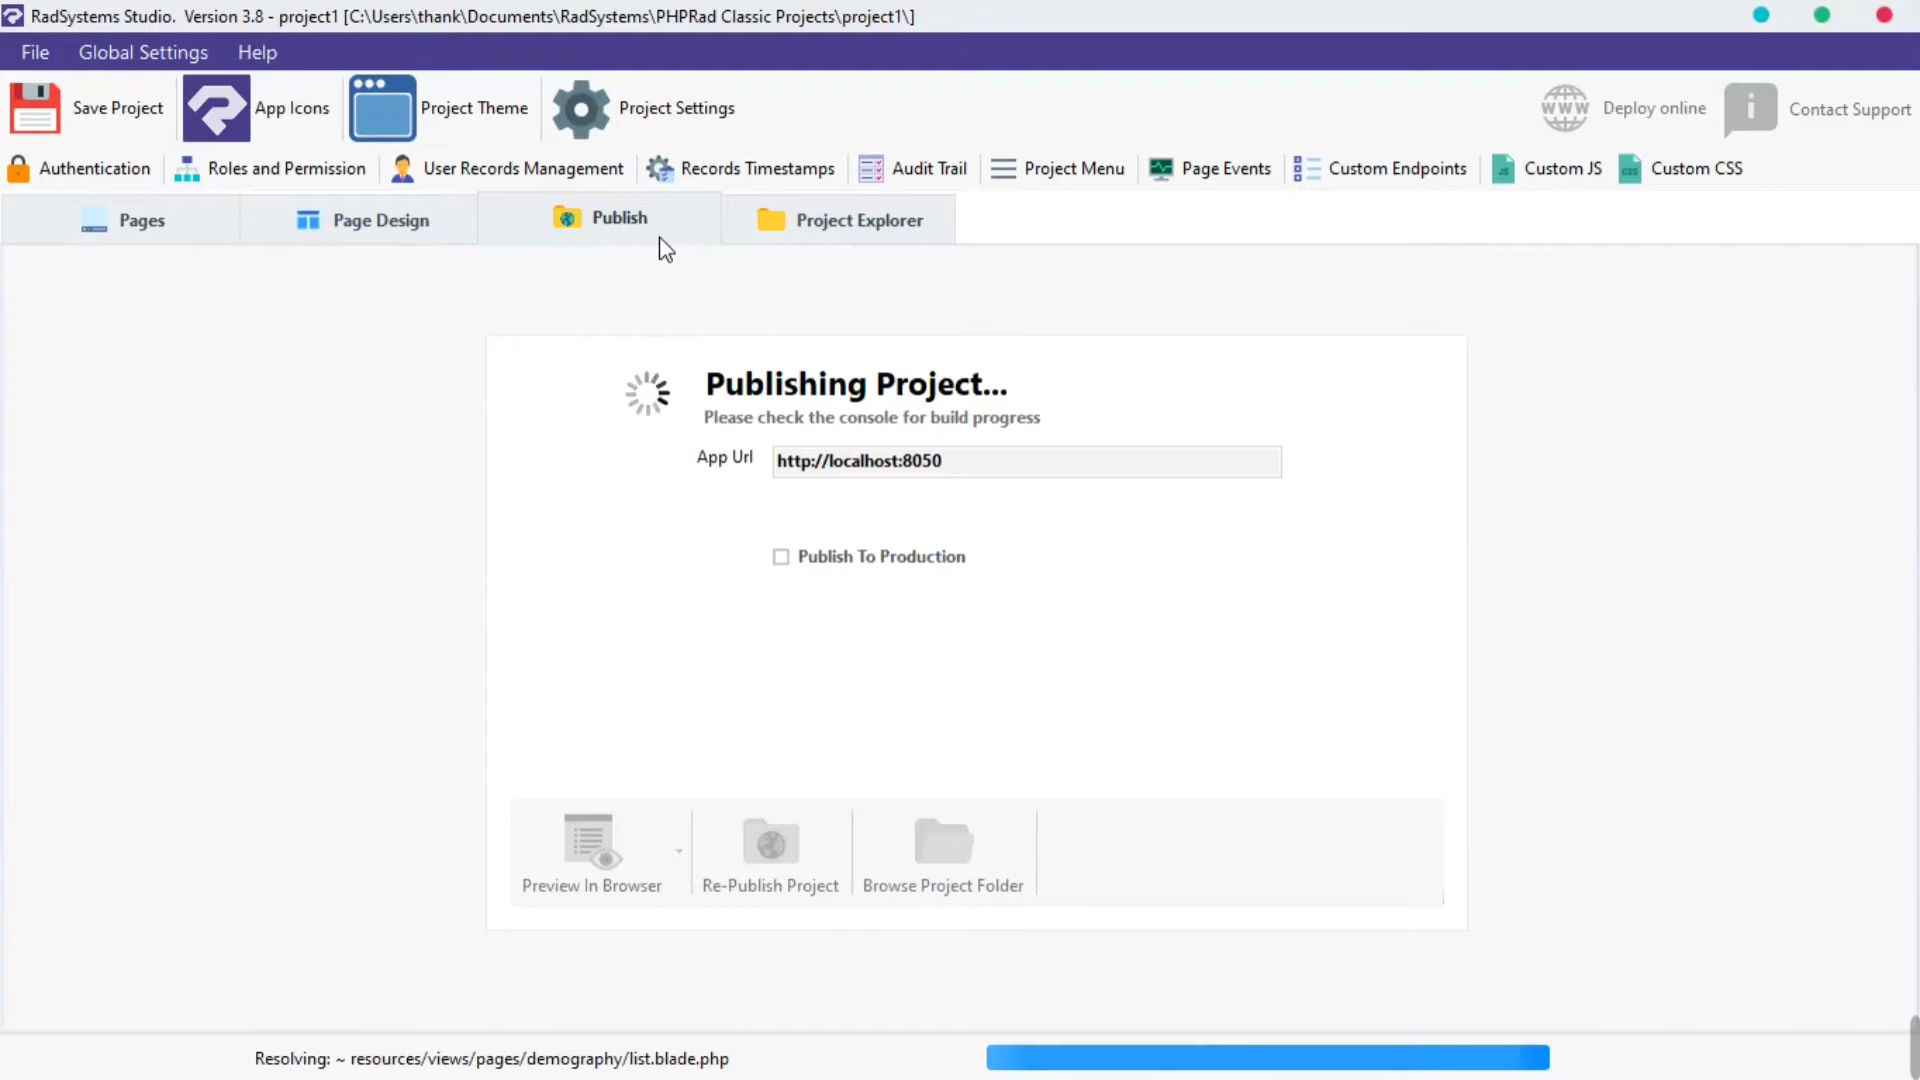 RadSystems Studio. Version 3.8 - project1 [C:\Users\thank\Documents\RadSystems\PHPRad Classic Projects\project1\]
File Global Settings Help
Save Project App Icons Project Theme Project Settings Deploy online Contact Support
Authentication Roles and Permission User Records Management Records Timestamps Audit Trail Project Menu Page Events Custom Endpoints Custom JS Custom CSS
Pages Page Design Publish Project Explorer
Publishing Project...
Please check the console for build progress
App Url http://localhost:8050
Publish To Production
Preview In Browser Re-Publish Project Browse Project Folder
Resolving: ~ resources/views/pages/demography/list.blade.php